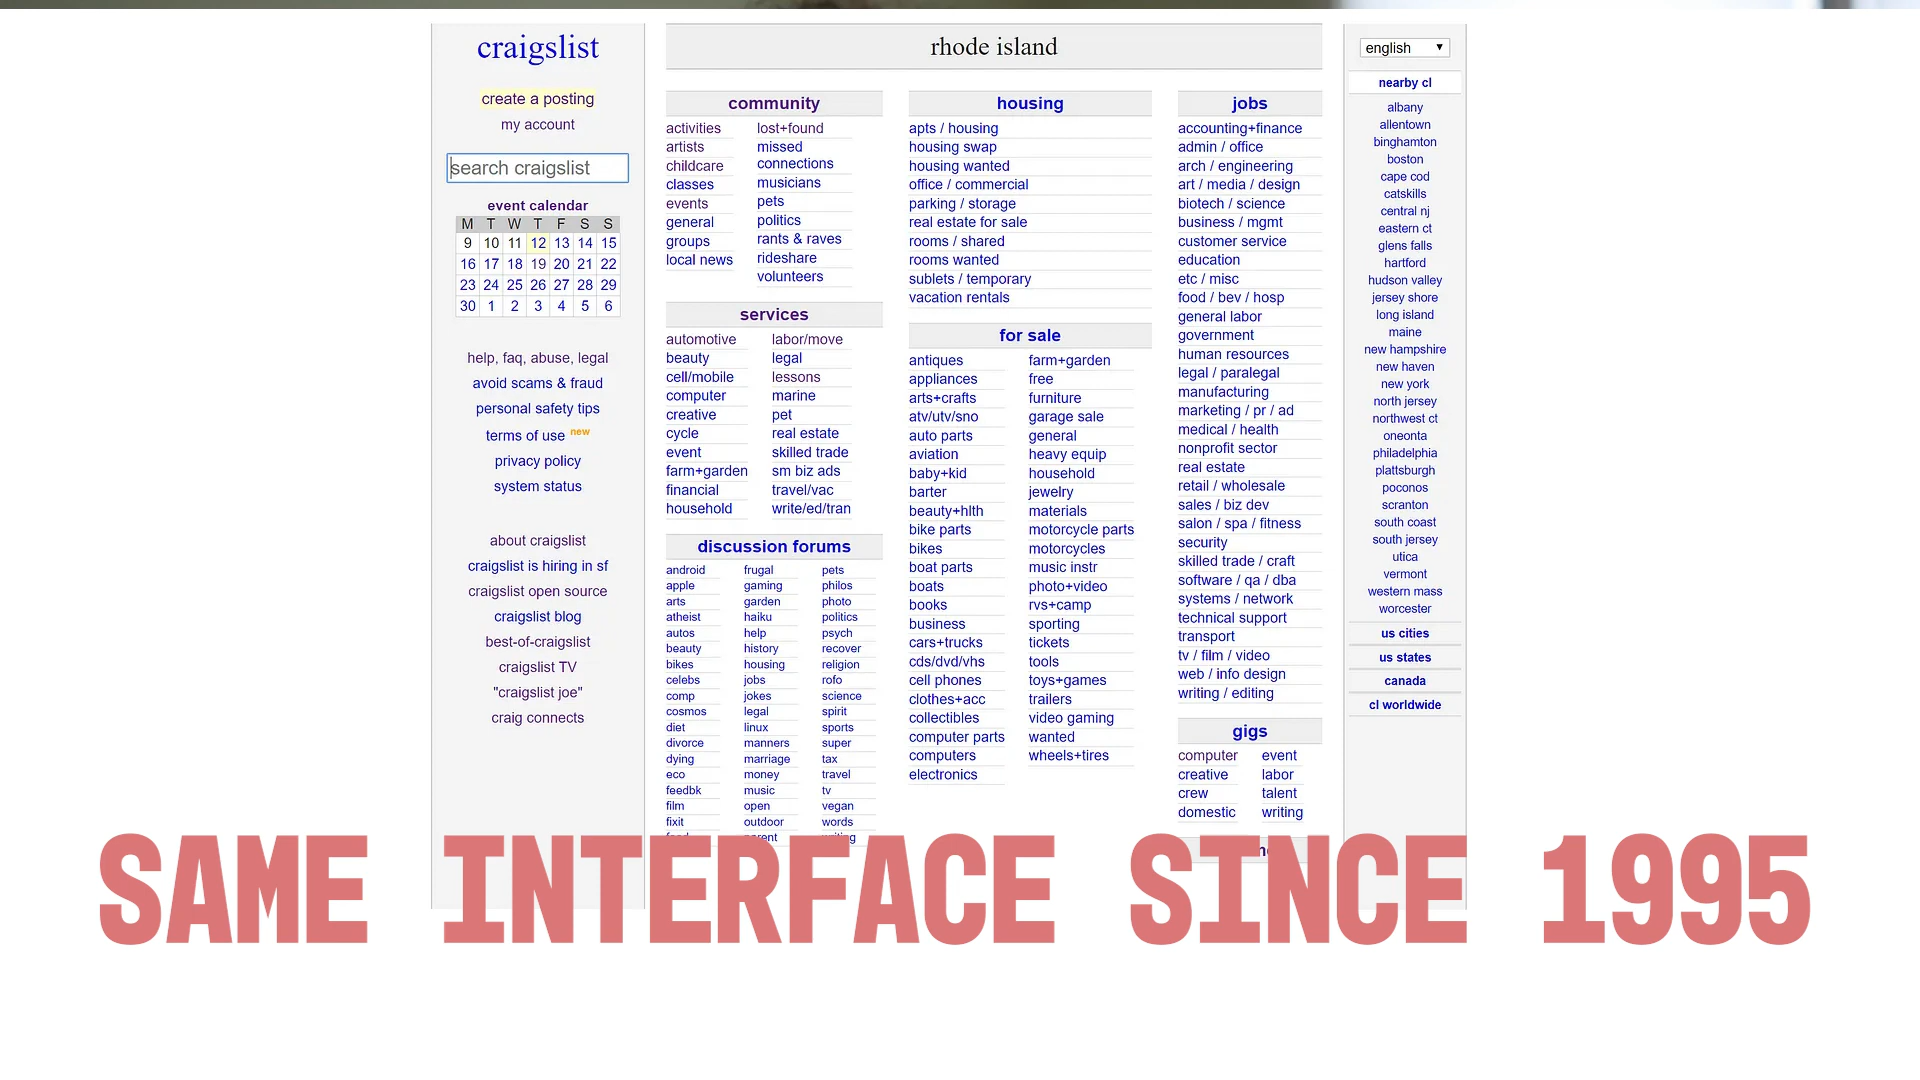 craigslist
create a posting
my account
search craigslist
event calendar
M T W T F S S
9 10 11 12 13 14 15
16 17 18 19 20 21 22
23 24 25 26 27 28 29
30 1 2 3 4 5 6
help, faq, abuse, legal
avoid scams & fraud
personal safety tips
terms of use new
privacy policy
system status
about craigslist
craigslist is hiring in sf
craigslist open source
craigslist blog
best-of-craigslist
craigslist TV
"craigslist joe"
craig connects
rhode island
community
activities
artists
childcare
classes
events
general
groups
local news
lost+found
missed
connections
musicians
pets
politics
rants & raves
rideshare
volunteers
services
automotive
beauty
cell/mobile
computer
creative
cycle
event
farm+garden
financial
household
labor/move
legal
lessons
marine
pet
real estate
skilled trade
sm biz ads
travel/vac
write/ed/tran
discussion forums
android
apple
arts
atheist
autos
beauty
bikes
celebs
comp
cosmos
diet
divorce
dying
eco
feedbk
film
fixit
frugal
gaming
garden
haiku
help
history
housing
jobs
jokes
legal
linux
manners
marriage
money
music
open
outdoor
pets
philos
photo
politics
psych
recover
religion
rofo
science
spirit
sports
super
tax
travel
tv
vegan
words
housing
apts / housing
housing swap
housing wanted
office / commercial
parking / storage
real estate for sale
rooms / shared
rooms wanted
sublets / temporary
vacation rentals
for sale
antiques
appliances
arts+crafts
atv/utv/sno
auto parts
aviation
baby+kid
barter
beauty+hlth
bike parts
bikes
boat parts
boats
books
business
cars+trucks
cds/dvd/vhs
cell phones
clothes+acc
collectibles
computer parts
computers
electronics
farm+garden
free
furniture
garage sale
general
heavy equip
household
jewelry
materials
motorcycle parts
motorcycles
music instr
photo+video
rvs+camp
sporting
tickets
tools
toys+games
trailers
video gaming
wanted
wheels+tires
jobs
accounting+finance
admin / office
arch / engineering
art / media / design
biotech / science
business / mgmt
customer service
education
etc / misc
food / bev / hosp
general labor
government
human resources
legal / paralegal
manufacturing
marketing / pr / ad
medical / health
nonprofit sector
real estate
retail / wholesale
sales / biz dev
salon / spa / fitness
security
skilled trade / craft
software / qa / dba
systems / network
technical support
transport
tv / film / video
web / info design
writing / editing
gigs
computer
creative
crew
domestic
event
labor
talent
writing
english
nearby cl
albany
allentown
binghamton
boston
cape cod
catskills
central nj
eastern ct
glens falls
hartford
hudson valley
jersey shore
long island
maine
new hampshire
new haven
new york
north jersey
northwest ct
oneonta
philadelphia
plattsburgh
poconos
scranton
south coast
south jersey
utica
vermont
western mass
worcester
us cities
us states
canada
cl worldwide
SAME INTERFACE SINCE 1995